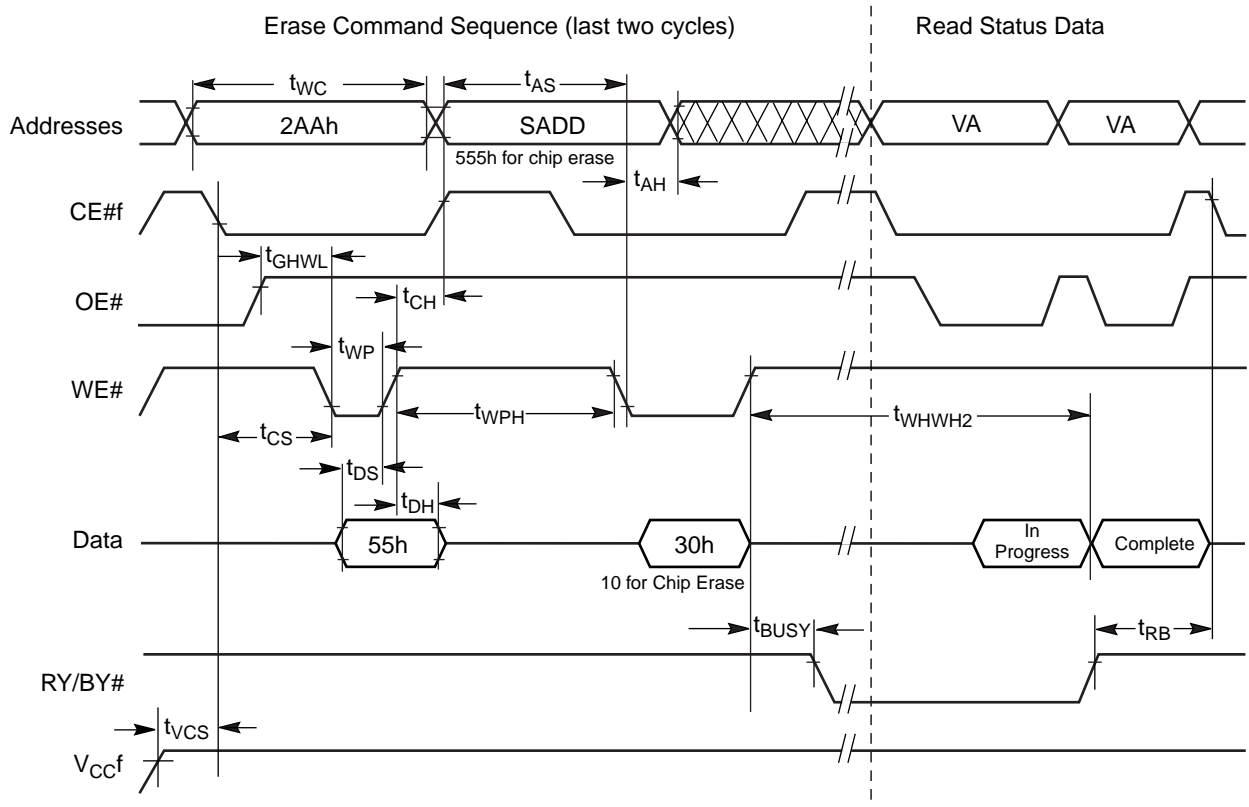 Erase Command Sequence (last two cycles)
Read Status Data
tWC
tAS
Addresses
2AAh
SADD
VA
VA
555h for chip erase
tAH
CE#f
tGHWL
OE#
tCH
tWP
WE#
tWPH
tWHWH2
tCS
tDS
tDH
Data
55h
30h
In
Progress
Complete
10 for Chip Erase
tBUSY
tRB
RY/BY#
tVCS
VCCf